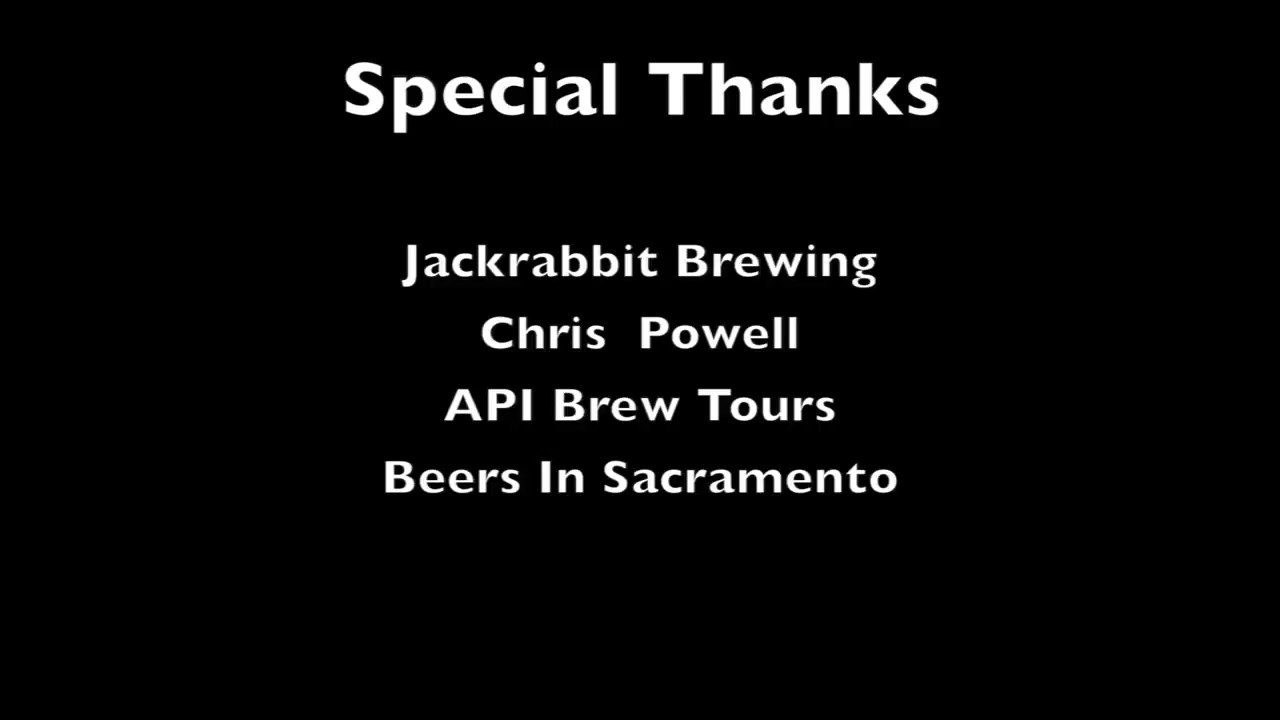 Special Thanks
Jackrabbit Brewing
Chris  Powell
API Brew Tours
Beers In Sacramento